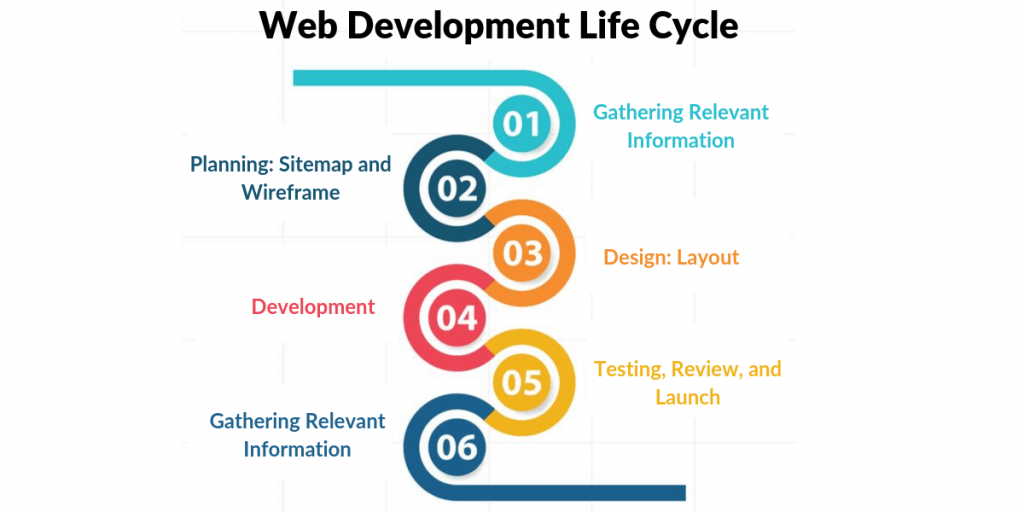 Web Development Life Cycle
01
Gathering Relevant
Information
Planning: Sitemap and
Wireframe
02
03
Design: Layout
Development
04
05
Testing, Review, and
Launch
Gathering Relevant
Information
06